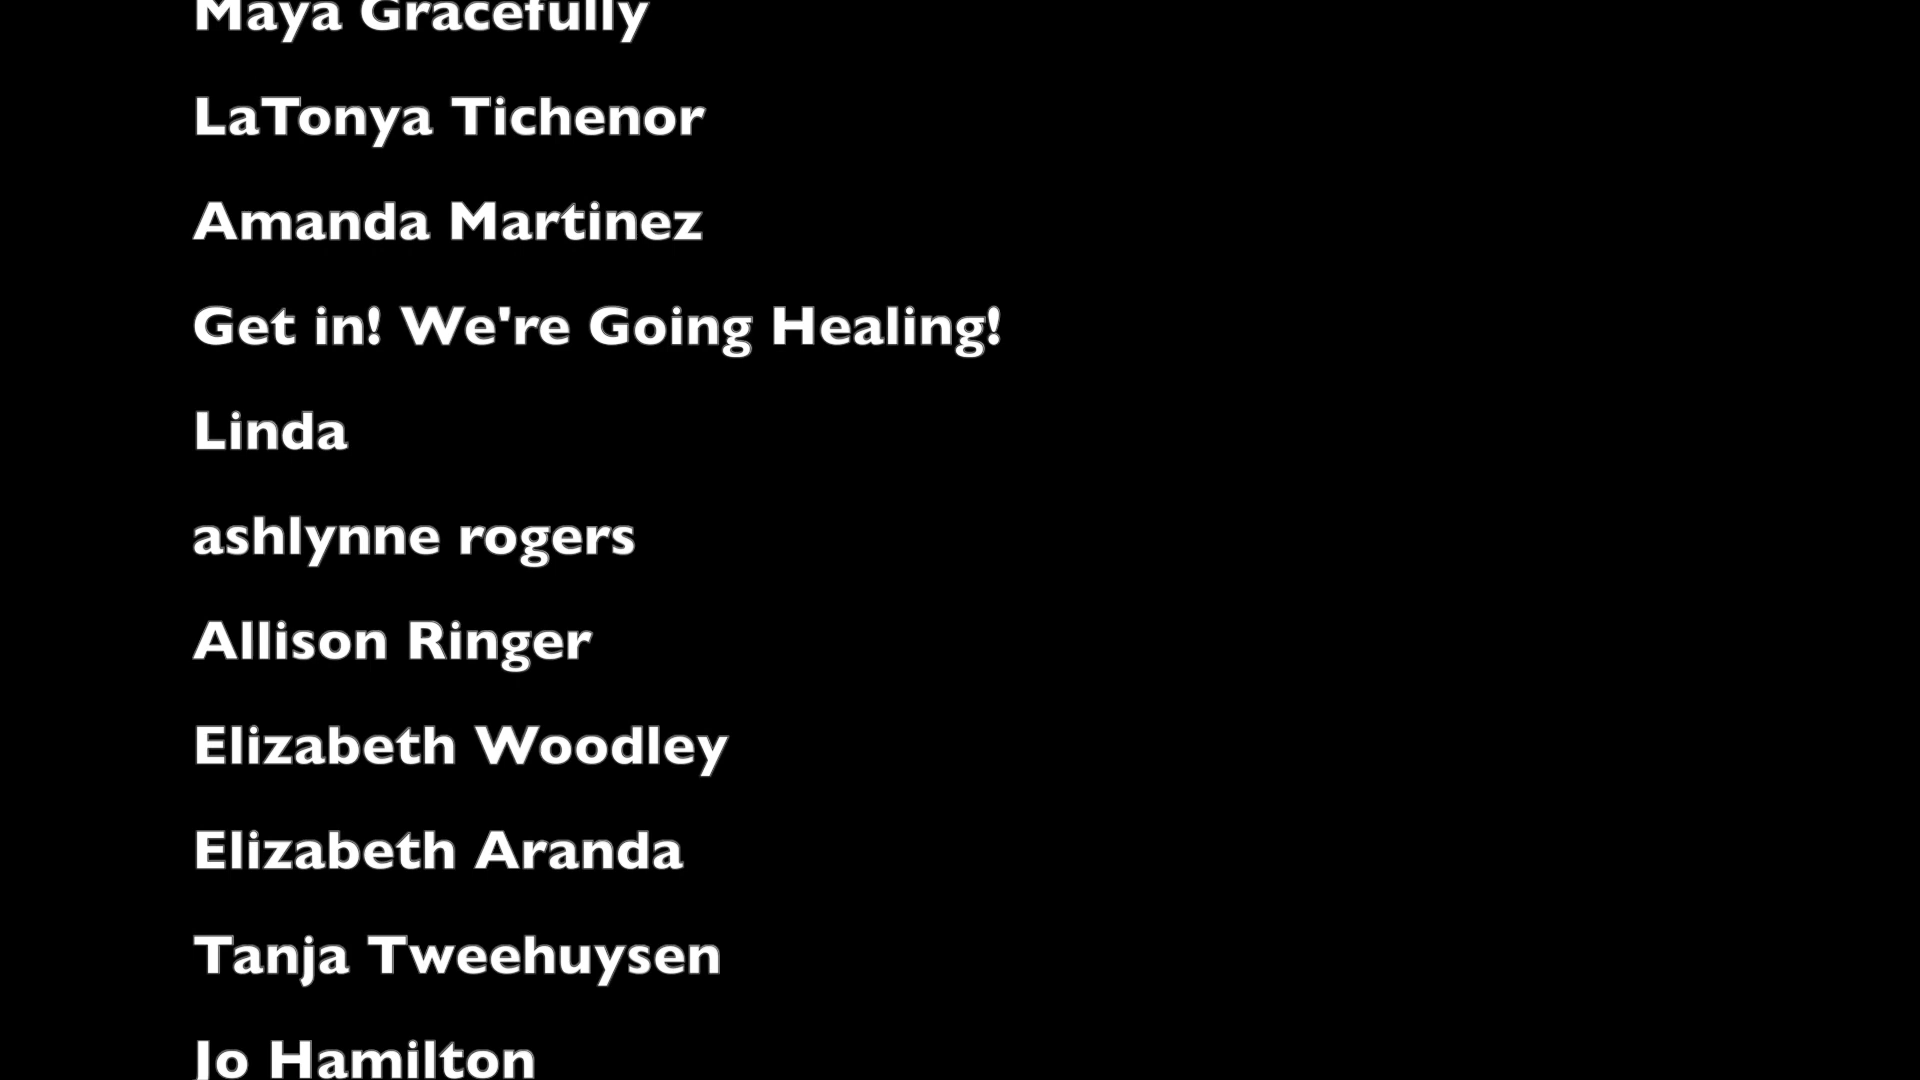 Maya Gracefully
LaTonya Tichenor
Amanda Martinez
Get in! We're Going Healing!
Linda
ashlynne rogers
Allison Ringer
Elizabeth Woodley
Elizabeth Aranda
Tanja Tweehuysen
Jo Hamilton